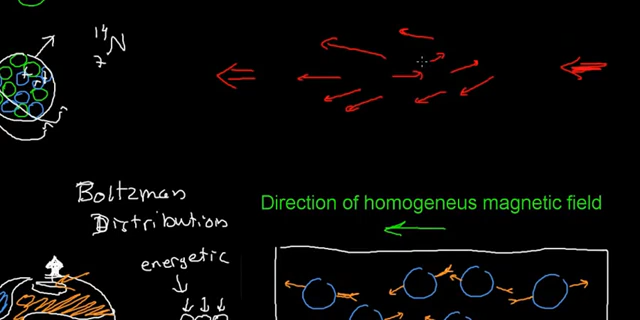 14
N
7
Boltzman
Distribution
energetic
Direction of homogeneus magnetic field